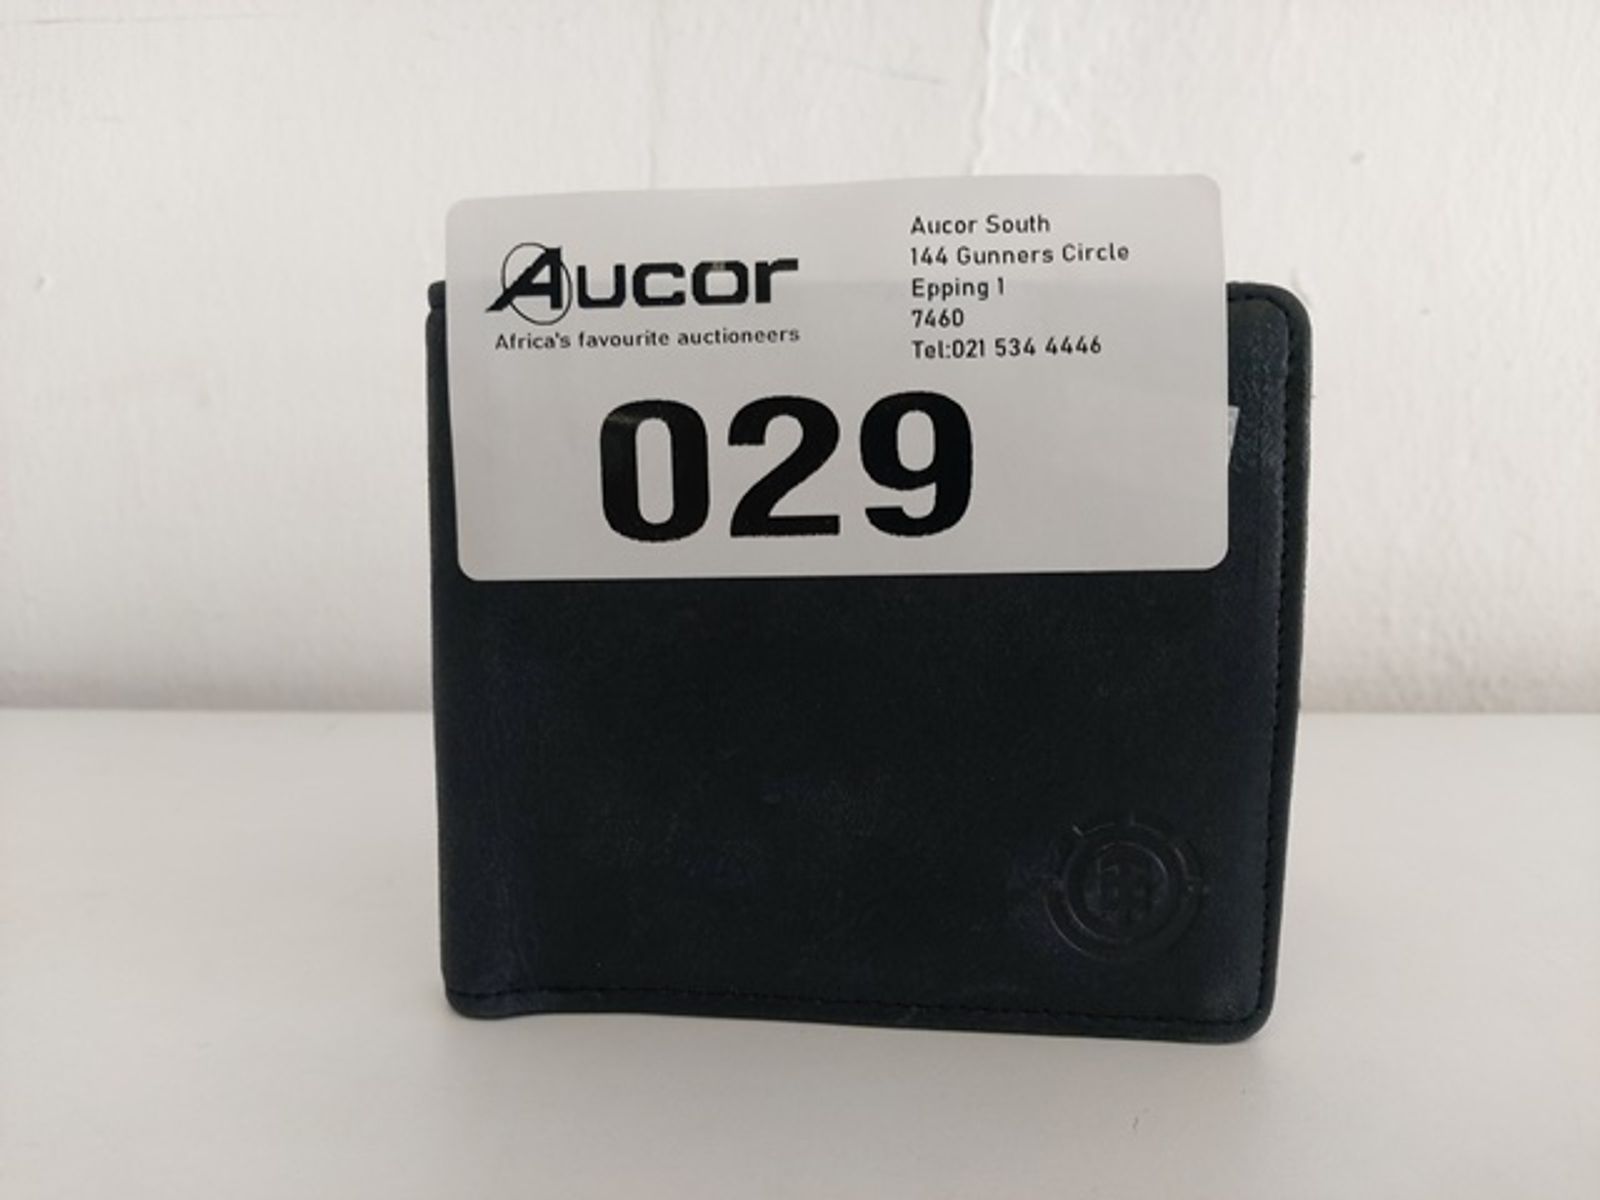 Aucor
Africa's favourite auctioneers
Aucor South
144 Gunners Circle
Epping 1
7460
Tel:021 534 4446
029